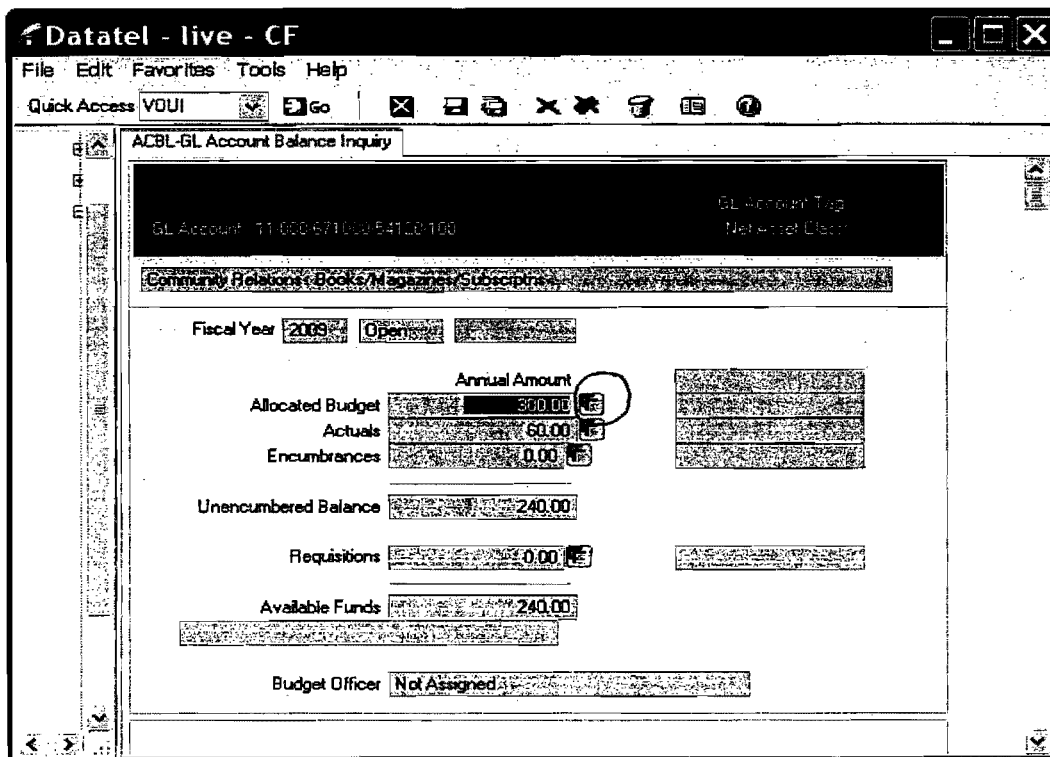 Datatel - live - CF
File Edit Favorites Tools Help
Quick Access VOUI Go
ACBL-GL Account Balance Inquiry
GL Account Tag
GL Account 11-000-671000-54120-100 Net Asset Class
Community Relations : Books/Magazines/Subscriptns
Fiscal Year 2009 Open
Annual Amount
Allocated Budget 300.00
Actuals 60.00
Encumbrances 0.00
Unencumbered Balance 240.00
Requisitions 0.00
Available Funds 240.00
Budget Officer Not Assigned